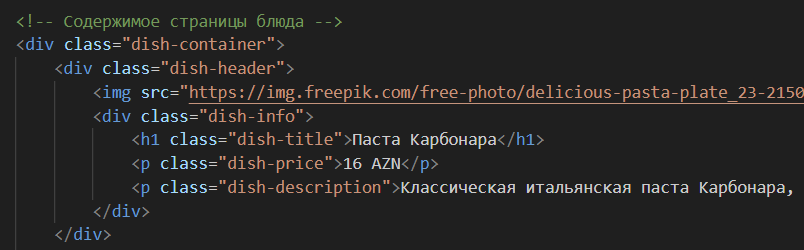 <!-- Содержимое страницы блюда -->
<div class="dish-container">
<div class="dish-header">
<img src="https://img.freepik.com/free-photo/delicious-pasta-plate_23-2150
<div class="dish-info">
<h1 class="dish-title">Паста Карбонара</h1>
<p class="dish-price">16 AZN</p>
<p class="dish-description">Классическая итальянская паста Карбонара,
</div>
</div>